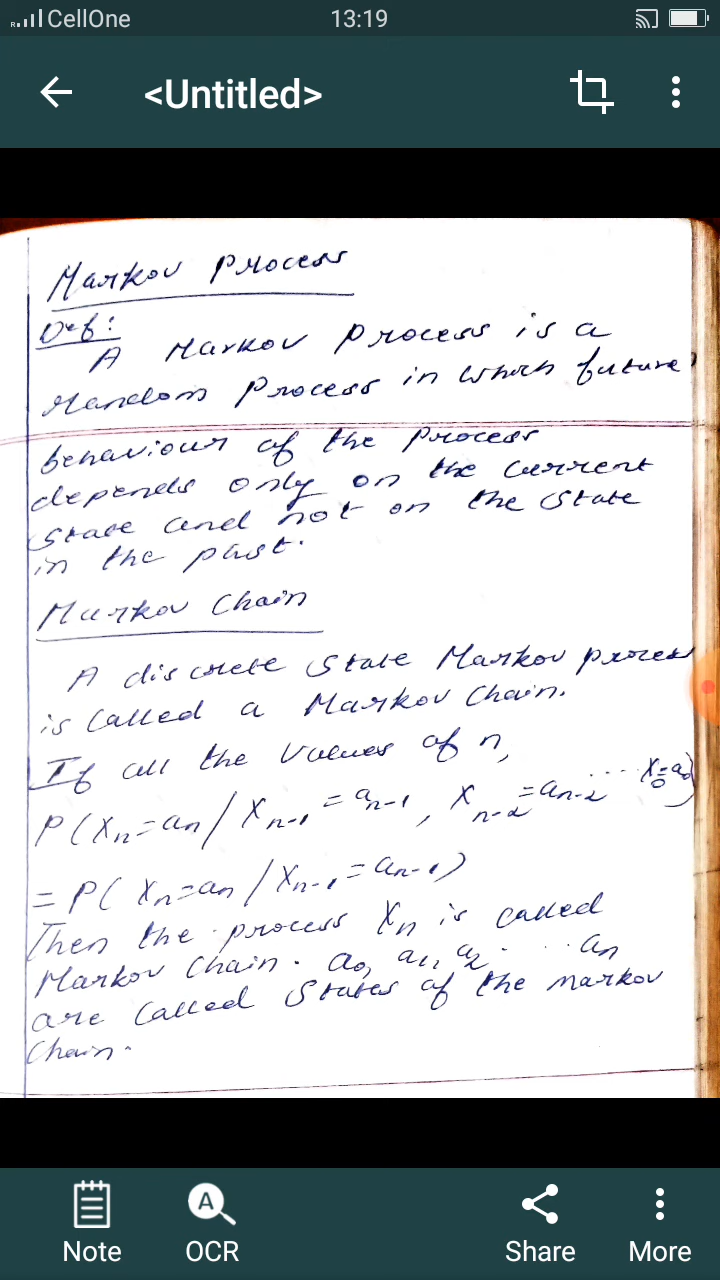 CellOne
13:19
<Untitled>
Markov Process
Def:
A Markov process is a
Random Process in which future
behaviour of the process
depends only on the current
state and not on the state
in the past.
Markov Chain
A discrete state Markov process
is called a Markov Chain.
If all the values of n,
P(Xn=an/Xn-1=an-1, Xn-2=an-2.... X0=a0)
=P(Xn=an/Xn-1=an-1)
Then the process Xn is called
Markov Chain. a0, a1, a2.... an
are called states of the markov
Chain.
Note OCR Share More